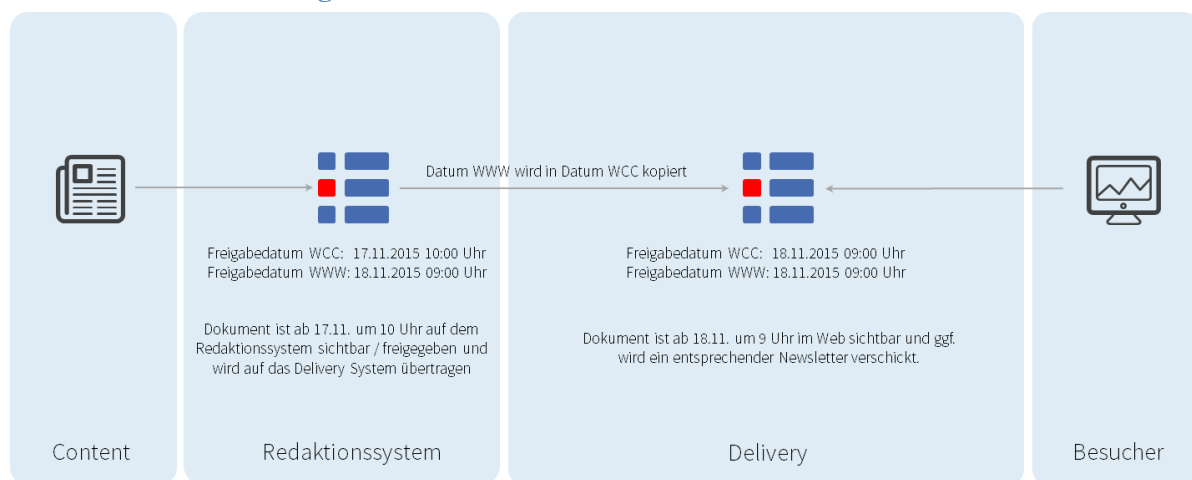 Datum WWW wird in Datum WCC kopiert
Freigabedatum WCC: 17.11.2015 10:00 Uhr
Freigabedatum WWW: 18.11.2015 09:00 Uhr
Dokument ist ab 17.11. um 10 Uhr auf dem
Redaktionssystem sichtbar / freigegeben und
wird auf das Delivery System übertragen
Freigabedatum WCC: 18.11.2015 09:00 Uhr
Freigabedatum WWW: 18.11.2015 09:00 Uhr
Dokument ist ab 18.11. um 9 Uhr im Web sichtbar und ggf.
wird ein entsprechender Newsletter verschickt.
Content
Redaktionssystem
Delivery
Besucher